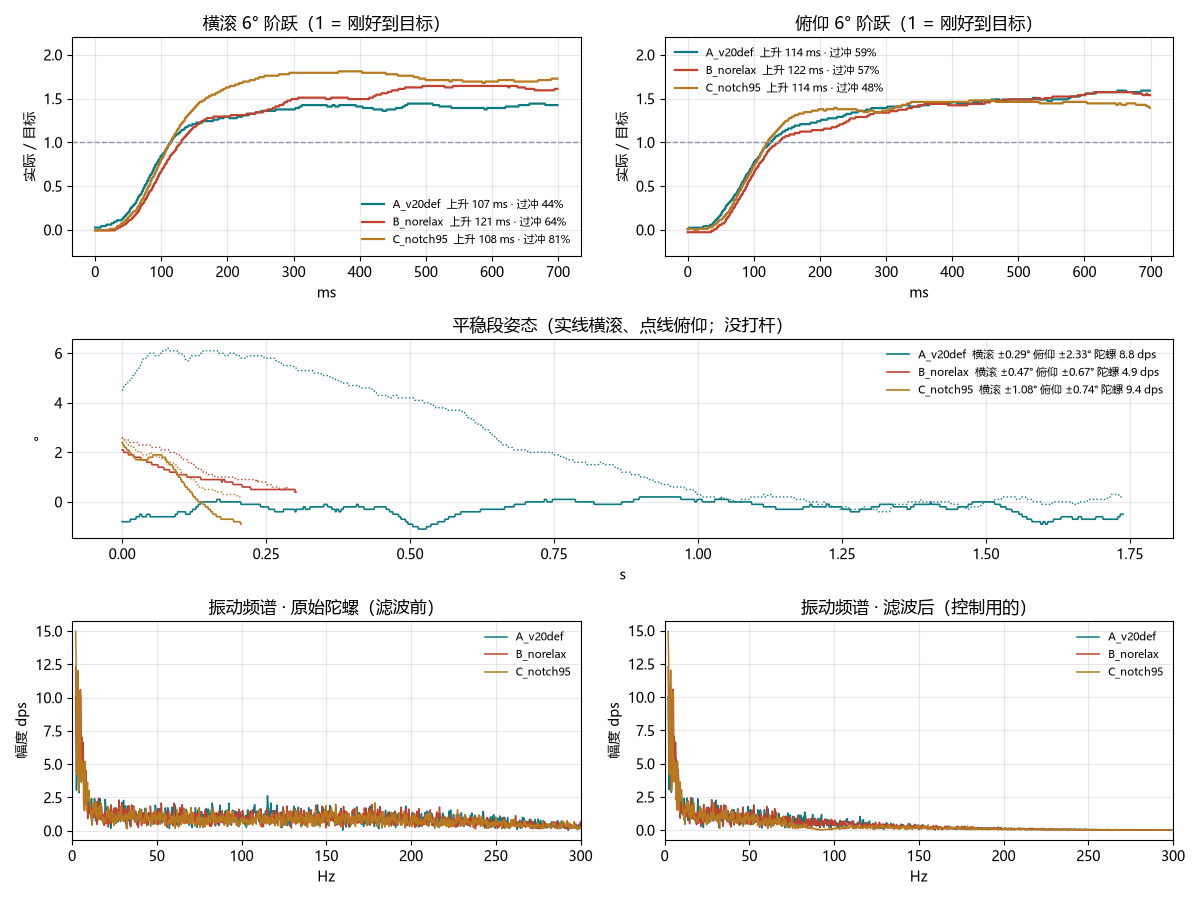 横滚 6° 阶跃（1 = 刚好到目标）
实际 / 目标
2.0
1.5
1.0
0.5
0.0
A_v20def 上升 107 ms · 过冲 44%
B_norelax 上升 121 ms · 过冲 64%
C_notch95 上升 108 ms · 过冲 81%
0 100 200 300 400 500 600 700
ms
俯仰 6° 阶跃（1 = 刚好到目标）
实际 / 目标
A_v20def 上升 114 ms · 过冲 59%
B_norelax 上升 122 ms · 过冲 57%
C_notch95 上升 114 ms · 过冲 48%
2.0
1.5
1.0
0.5
0.0
0 100 200 300 400 500 600 700
ms
平稳段姿态（实线横滚、点线俯仰；没打杆）
A_v20def 横滚 ±0.29° 俯仰 ±2.33° 陀螺 8.8 dps
B_norelax 横滚 ±0.47° 俯仰 ±0.67° 陀螺 4.9 dps
C_notch95 横滚 ±1.08° 俯仰 ±0.74° 陀螺 9.4 dps
°
6
4
2
0
0.00 0.25 0.50 0.75 1.00 1.25 1.50 1.75
s
振动频谱 · 原始陀螺（滤波前）
幅度 dps
15.0
12.5
10.0
7.5
5.0
2.5
0.0
A_v20def
B_norelax
C_notch95
0 50 100 150 200 250 300
Hz
振动频谱 · 滤波后（控制用的）
幅度 dps
15.0
12.5
10.0
7.5
5.0
2.5
0.0
A_v20def
B_norelax
C_notch95
0 50 100 150 200 250 300
Hz